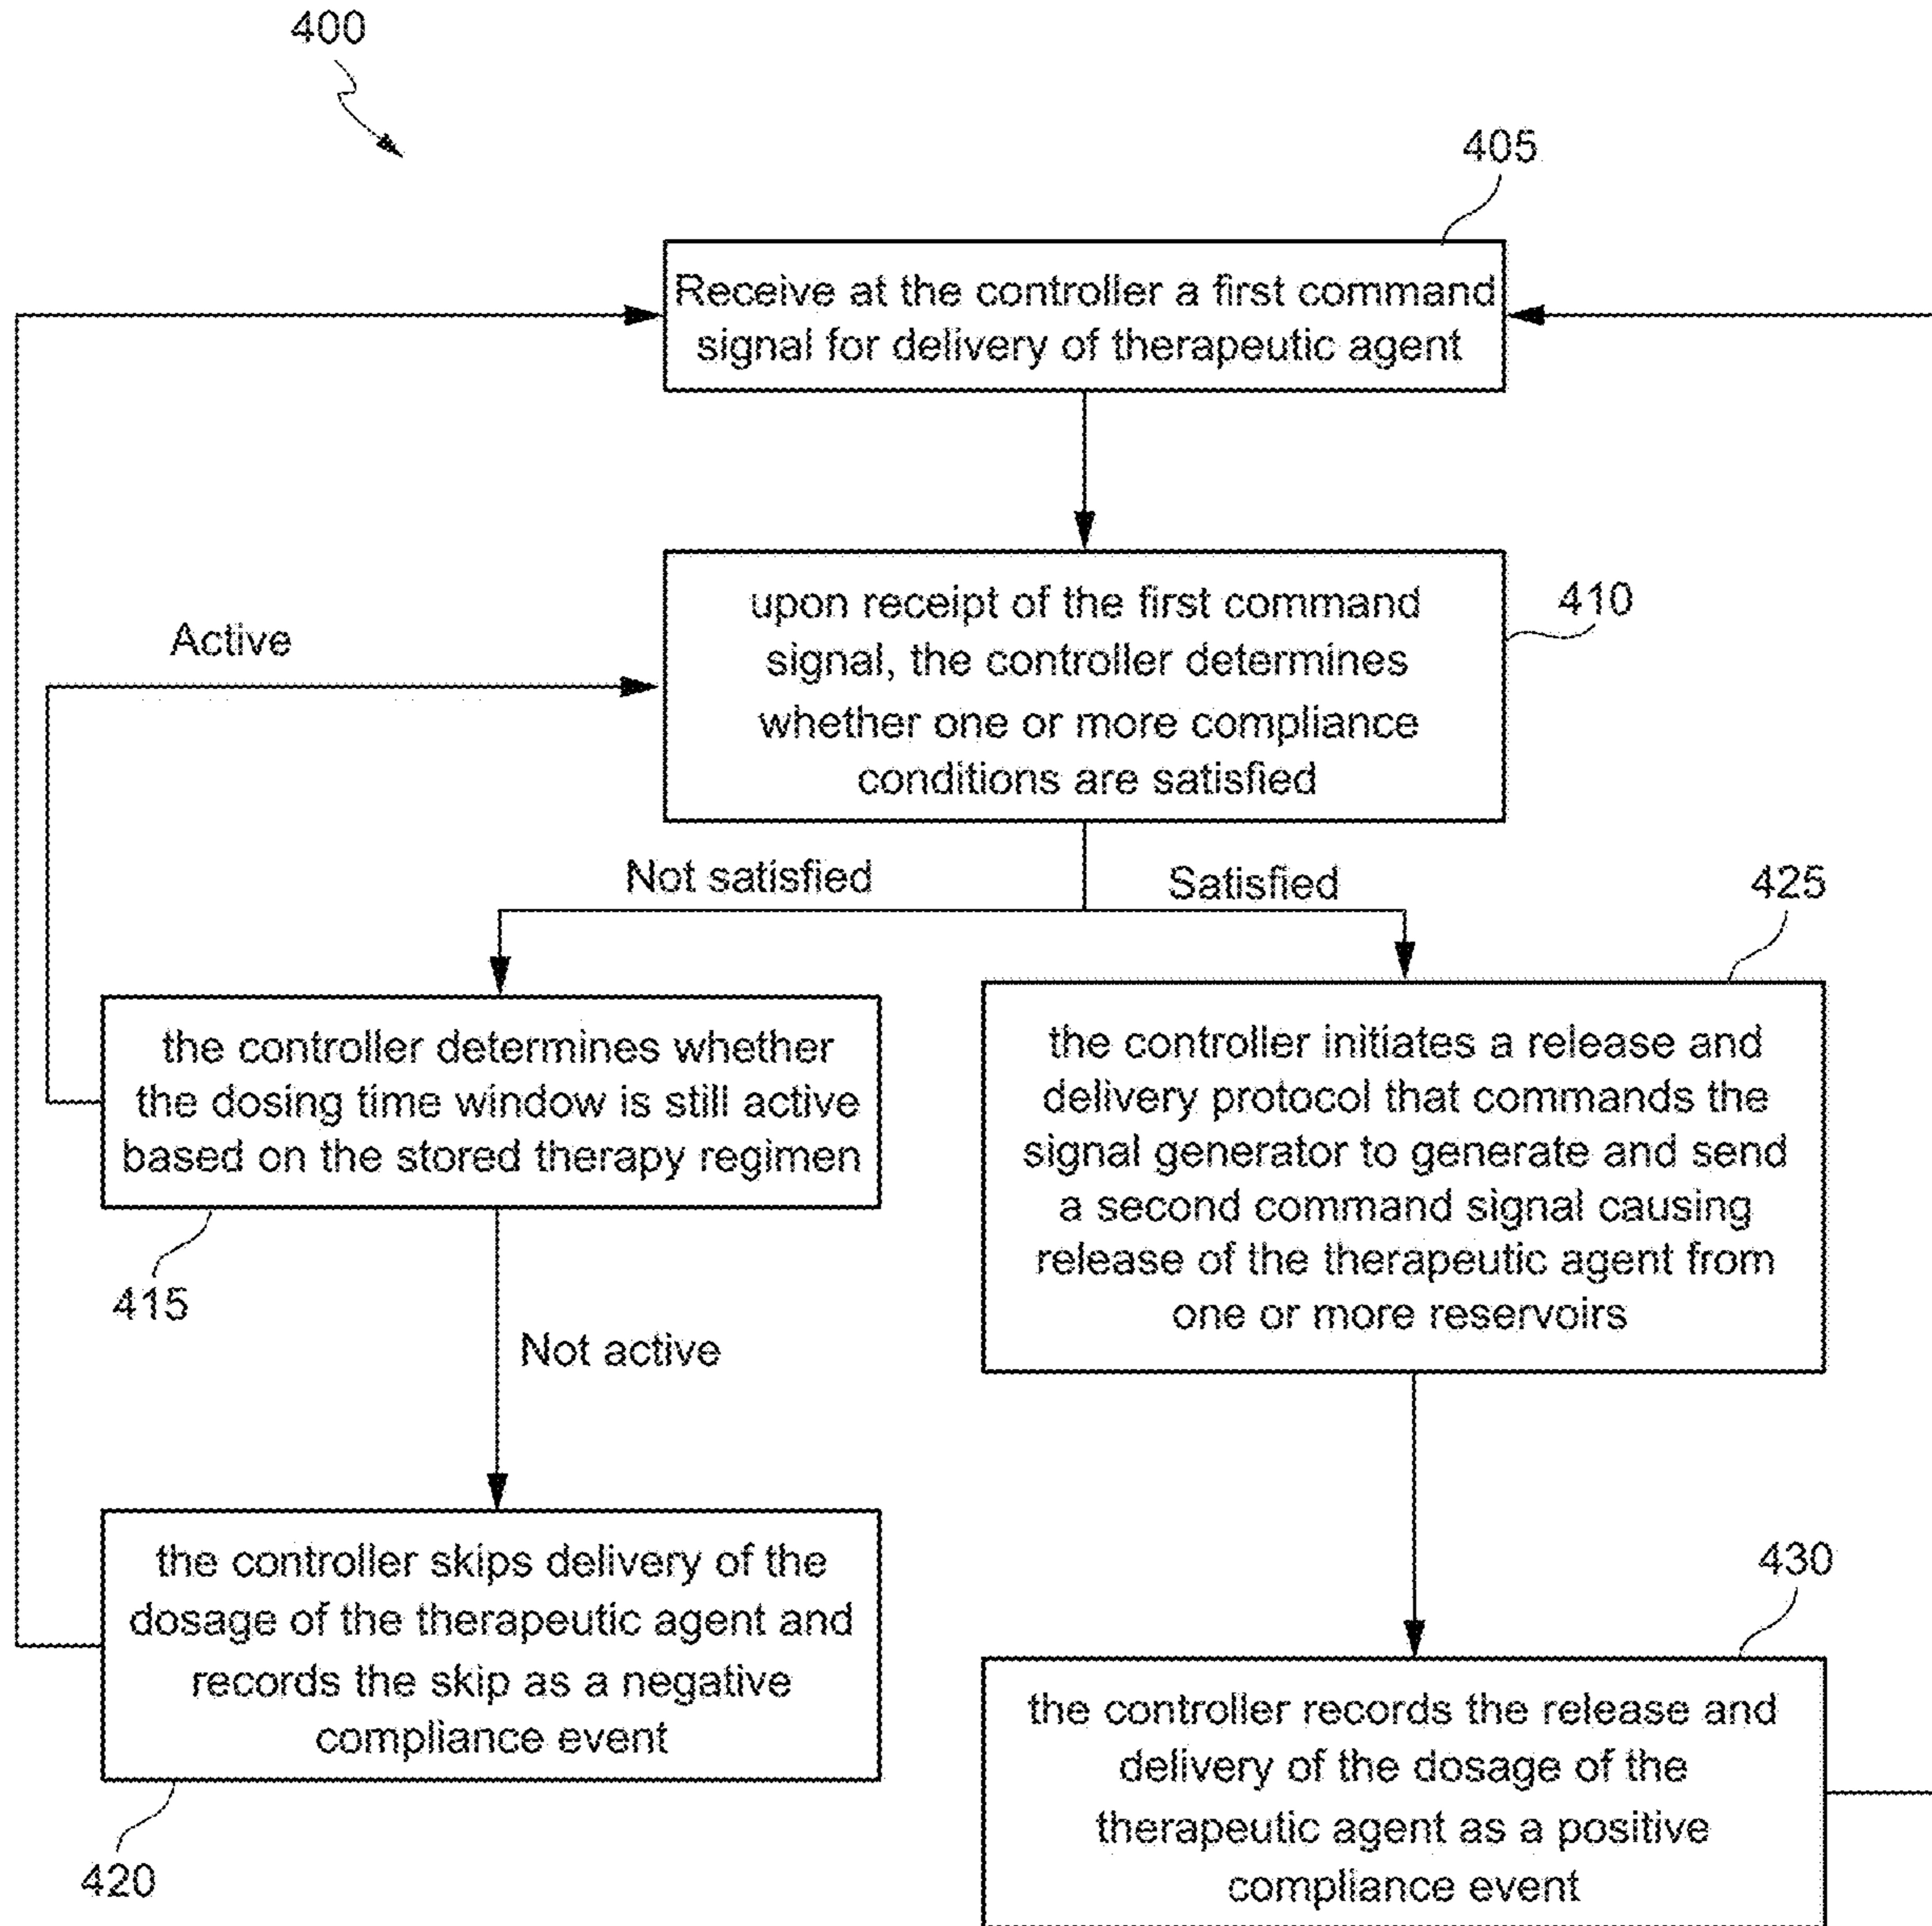 400
405
Receive at the controller a first command
signal for delivery of therapeutic agent
upon receipt of the first command
signal, the controller determines
whether one or more compliance
conditions are satisfied
410
Active
Not satisfied
Satisfied
425
the controller determines whether
the dosing time window is still active
based on the stored therapy regimen
415
the controller initiates a release and
delivery protocol that commands the
signal generator to generate and send
a second command signal causing
release of the therapeutic agent from
one or more reservoirs
Not active
the controller skips delivery of the
dosage of the therapeutic agent and
records the skip as a negative
compliance event
420
430
the controller records the release and
delivery of the dosage of the
therapeutic agent as a positive
compliance event